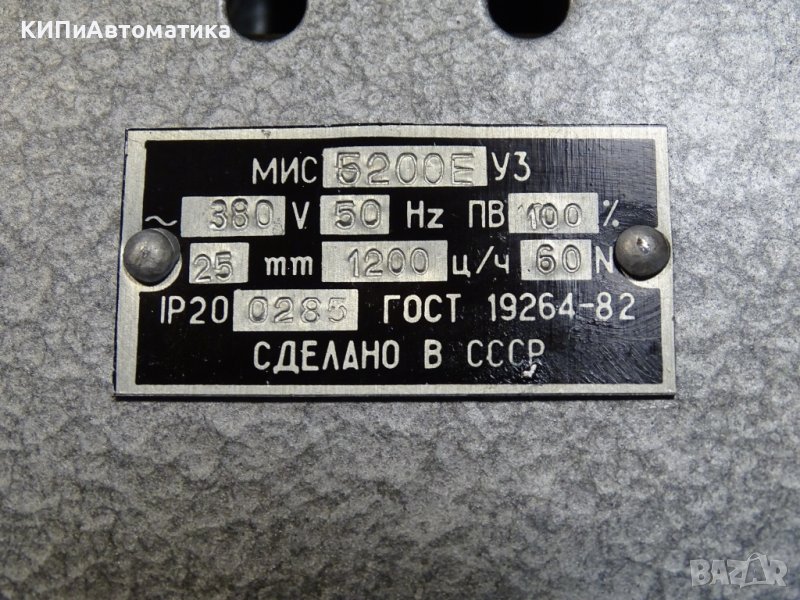 КИПиАвтоматика
МИС 5200Е У3
~ 380 V 50 Hz ПВ 100 %
25 mm 1200 ц/ч 60 N
IP20 0285 ГОСТ 19264-82
СДЕЛАНО В СССР
BAZAR